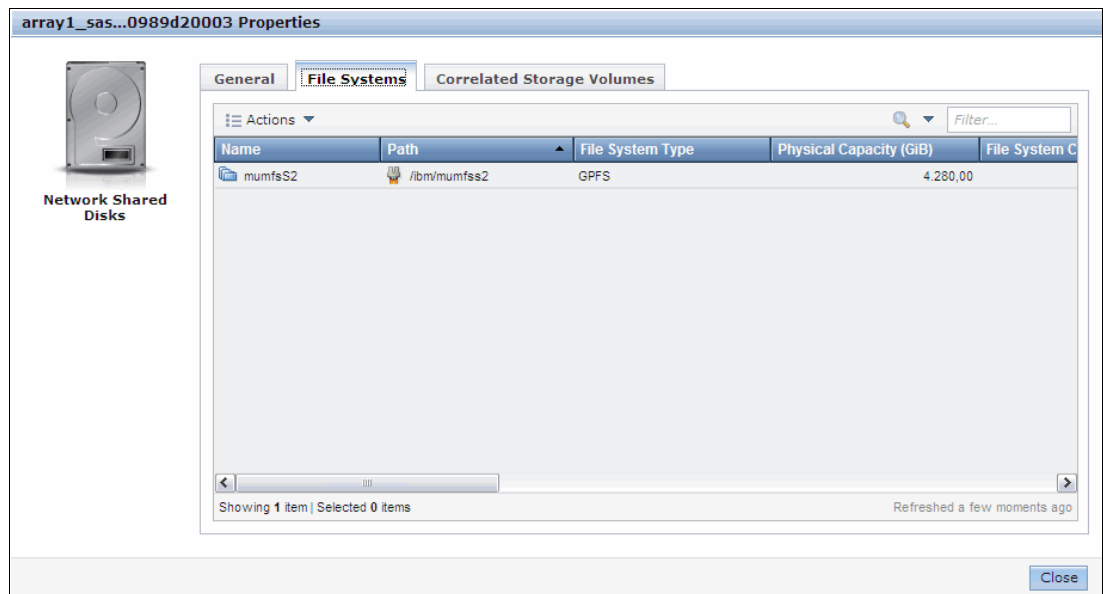 array1_sas...0989d20003 Properties
Network Shared
Disks
General File Systems Correlated Storage Volumes
Actions Filter...
Name Path File System Type Physical Capacity (GiB) File System C
mumfsS2 /ibm/mumfss2 GPFS 4.280,00
Showing 1 item | Selected 0 items Refreshed a few moments ago
Close